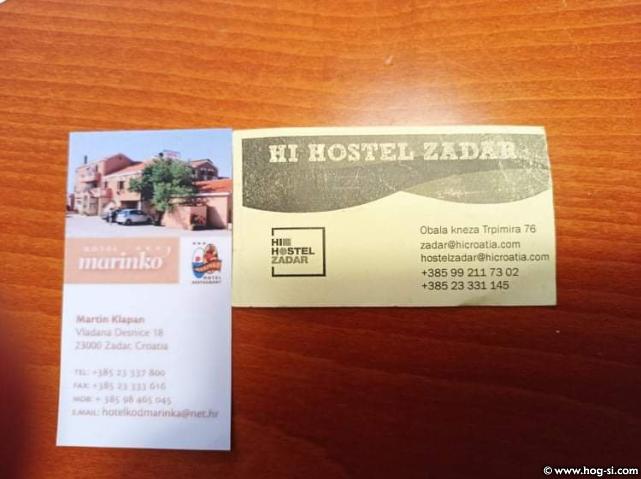 HOTEL ***
marinko'
MARINKO
HOTEL
RESTAURANT
Martin Klapan
Vladana Desnice 18
23000 Zadar, Croatia
TEL: +385 23 337 800
FAX: +385 23 333 616
MOB: + 385 98 465 045
E.MAIL: hotelkodmarinka@net.hr
HI HOSTEL ZADAR
HI
HOSTEL
ZADAR
Obala kneza Trpimira 76
zadar@hicroatia.com
hostelzadar@hicroatia.com
+385 99 211 73 02
+385 23 331 145
© www.hog-si.com